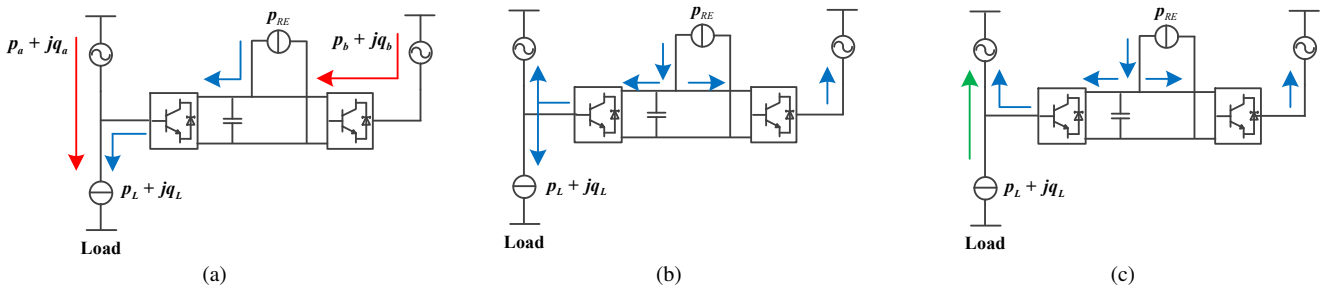 p_a + jq_a
p_RE
p_b + jq_b
p_L + jq_L
Load
(a)
p_RE
p_L + jq_L
Load
(b)
p_RE
p_L + jq_L
Load
(c)